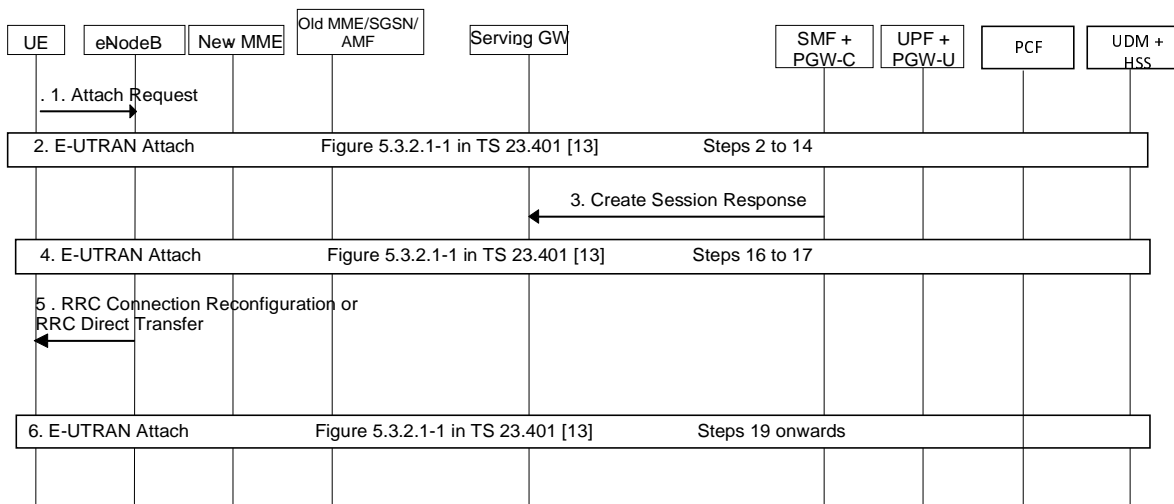 UE
eNodeB
New MME
Old MME/SGSN/
AMF
Serving GW
SMF +
PGW-C
UPF +
PGW-U
PCF
UDM +
HSS
. 1. Attach Request
2. E-UTRAN Attach Figure 5.3.2.1-1 in TS 23.401 [13] Steps 2 to 14
3. Create Session Response
4. E-UTRAN Attach Figure 5.3.2.1-1 in TS 23.401 [13] Steps 16 to 17
5 . RRC Connection Reconfiguration or
RRC Direct Transfer
6. E-UTRAN Attach Figure 5.3.2.1-1 in TS 23.401 [13] Steps 19 onwards